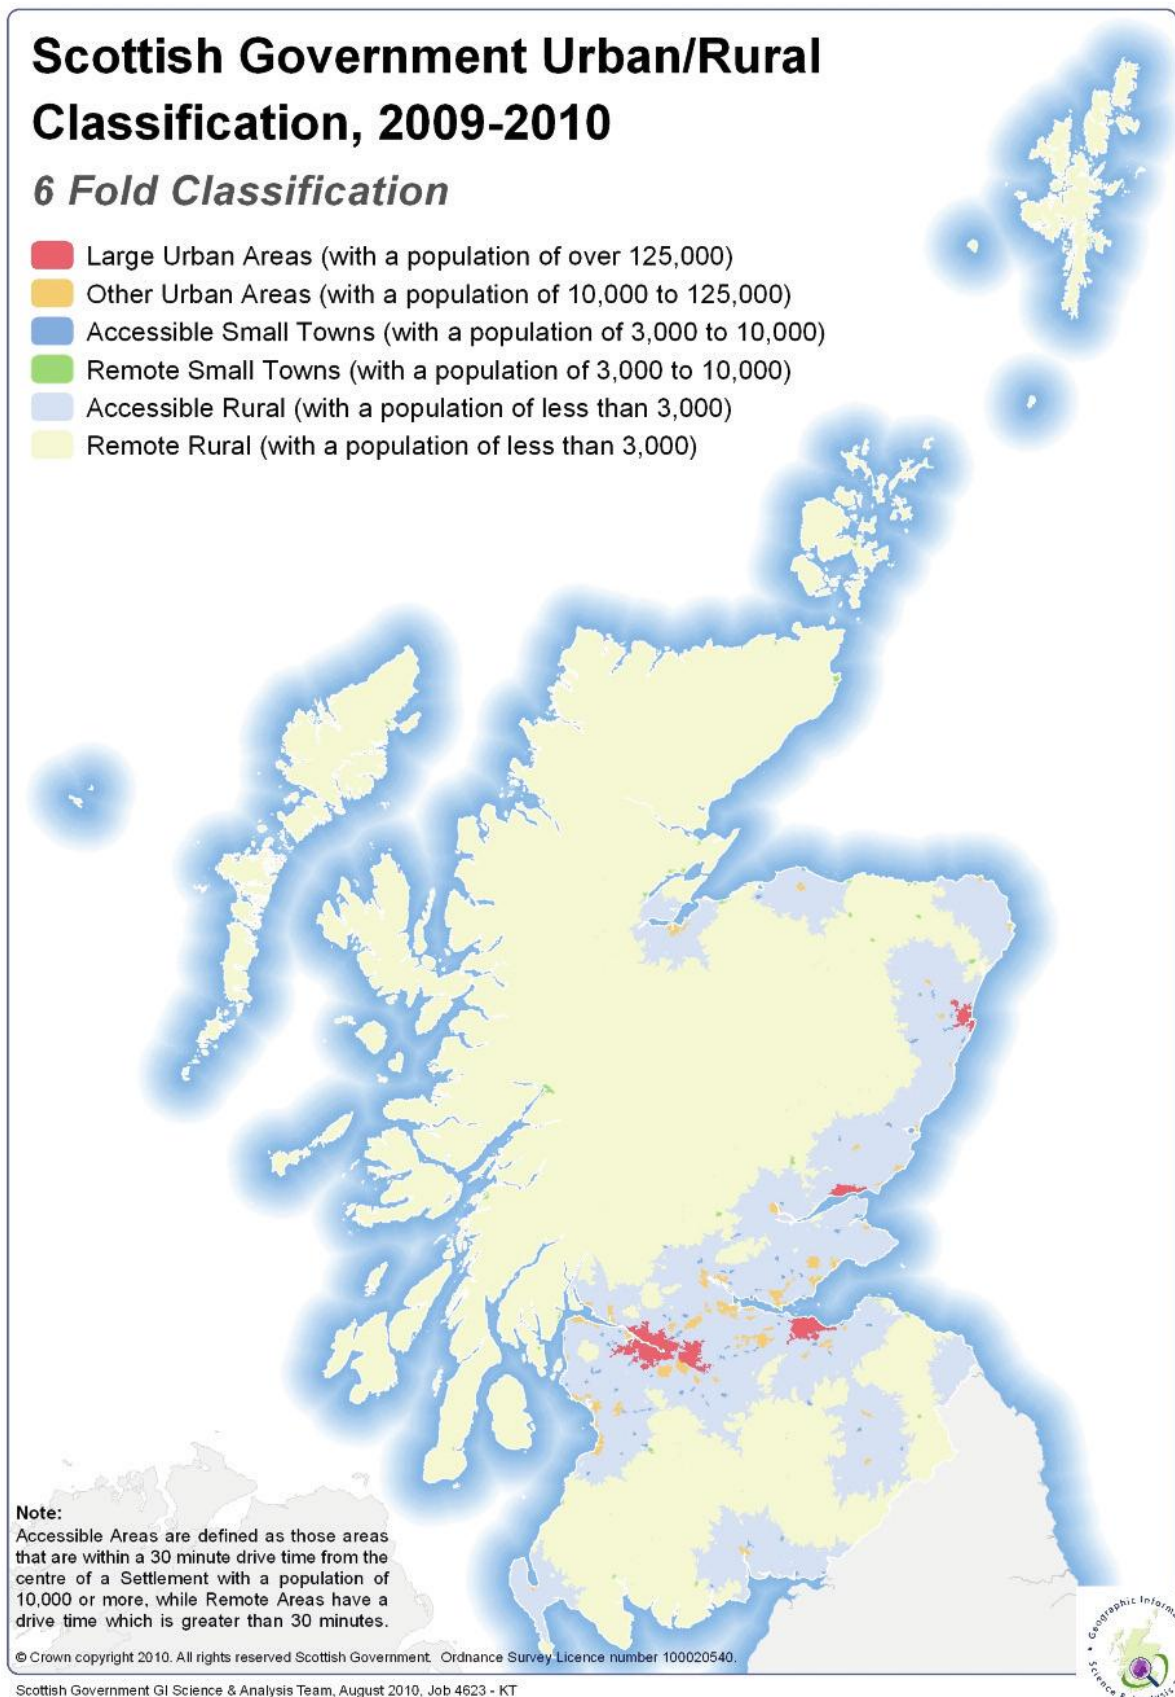 Scottish Government Urban/Rural
Classification, 2009-2010
6 Fold Classification
Large Urban Areas (with a population of over 125,000)
Other Urban Areas (with a population of 10,000 to 125,000)
Accessible Small Towns (with a population of 3,000 to 10,000)
Remote Small Towns (with a population of 3,000 to 10,000)
Accessible Rural (with a population of less than 3,000)
Remote Rural (with a population of less than 3,000)
Note:
Accessible Areas are defined as those areas
that are within a 30 minute drive time from the
centre of a Settlement with a population of
10,000 or more, while Remote Areas have a
drive time which is greater than 30 minutes.
© Crown copyright 2010. All rights reserved Scottish Government. Ordnance Survey Licence number 100020540.
Scottish Government GI Science & Analysis Team, August 2010, Job 4623 - KT
Geographic Inform
Science &